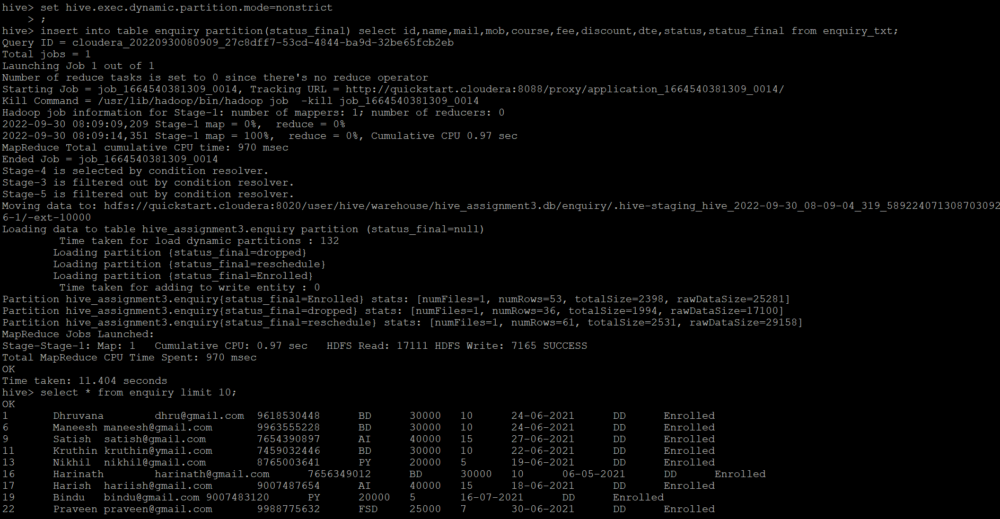 hive> set hive.exec.dynamic.partition.mode=nonstrict
    > ;
hive> insert into table enquiry partition(status_final) select id,name,mail,mob,course,fee,discount,dte,status,status_final from enquiry_txt;
Query ID = cloudera_20220930080909_27c8dff7-53cd-4844-ba9d-32be65fcb2eb
Total jobs = 1
Launching Job 1 out of 1
Number of reduce tasks is set to 0 since there's no reduce operator
Starting Job = job_1664540381309_0014, Tracking URL = http://quickstart.cloudera:8088/proxy/application_1664540381309_0014/
Kill Command = /usr/lib/hadoop/bin/hadoop job  -kill job_1664540381309_0014
Hadoop job information for Stage-1: number of mappers: 1; number of reducers: 0
2022-09-30 08:09:09,209 Stage-1 map = 0%,  reduce = 0%
2022-09-30 08:09:14,351 Stage-1 map = 100%,  reduce = 0%, Cumulative CPU 0.97 sec
MapReduce Total cumulative CPU time: 970 msec
Ended Job = job_1664540381309_0014
Stage-4 is selected by condition resolver.
Stage-3 is filtered out by condition resolver.
Stage-5 is filtered out by condition resolver.
Moving data to: hdfs://quickstart.cloudera:8020/user/hive/warehouse/hive_assignment3.db/enquiry/.hive-staging_hive_2022-09-30_08-09-04_319_589224071308703092
6-1/-ext-10000
Loading data to table hive_assignment3.enquiry partition (status_final=null)
         Time taken for load dynamic partitions : 132
        Loading partition {status_final=dropped}
        Loading partition {status_final=reschedule}
        Loading partition {status_final=Enrolled}
         Time taken for adding to write entity : 0
Partition hive_assignment3.enquiry{status_final=Enrolled} stats: [numFiles=1, numRows=53, totalSize=2398, rawDataSize=25281]
Partition hive_assignment3.enquiry{status_final=dropped} stats: [numFiles=1, numRows=36, totalSize=1994, rawDataSize=17100]
Partition hive_assignment3.enquiry{status_final=reschedule} stats: [numFiles=1, numRows=61, totalSize=2531, rawDataSize=29158]
MapReduce Jobs Launched:
Stage-Stage-1: Map: 1   Cumulative CPU: 0.97 sec   HDFS Read: 17111 HDFS Write: 7165 SUCCESS
Total MapReduce CPU Time Spent: 970 msec
OK
Time taken: 11.404 seconds
hive> select * from enquiry limit 10;
OK
1       Dhruvana        dhru@gmail.com  9618530448      BD      30000   10      24-06-2021      DD      Enrolled
6       Maneesh maneesh@gmail.com       9963555228      BD      30000   10      24-06-2021      DD      Enrolled
9       Satish  satish@gmail.com        7654390897      AI      40000   15      27-06-2021      DD      Enrolled
11      Kruthin kruthin@ymail.com       7459032446      BD      30000   10      22-06-2021      DD      Enrolled
13      Nikhil  nikhil@gmail.com        8765003641      PY      20000   5       19-06-2021      DD      Enrolled
16      Harinath        harinath@gmail.com      7656349012      BD      30000   10      06-05-2021      DD      Enrolled
17      Harish  hariish@gmail.com       9007487654      AI      40000   15      18-06-2021      DD      Enrolled
19      Bindu   bindu@gmail.com 9007483120      PY      20000   5       16-07-2021      DD      Enrolled
22      Praveen praveen@gmail.com       9988775632      FSD     25000   7       30-06-2021      DD      Enrolled